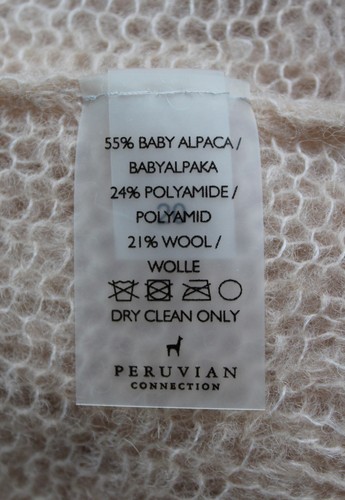 55% BABY ALPACA /
BABYALPAKA
24% POLYAMIDE /
POLYAMID
21% WOOL /
WOLLE
DRY CLEAN ONLY
PERUVIAN
CONNECTION